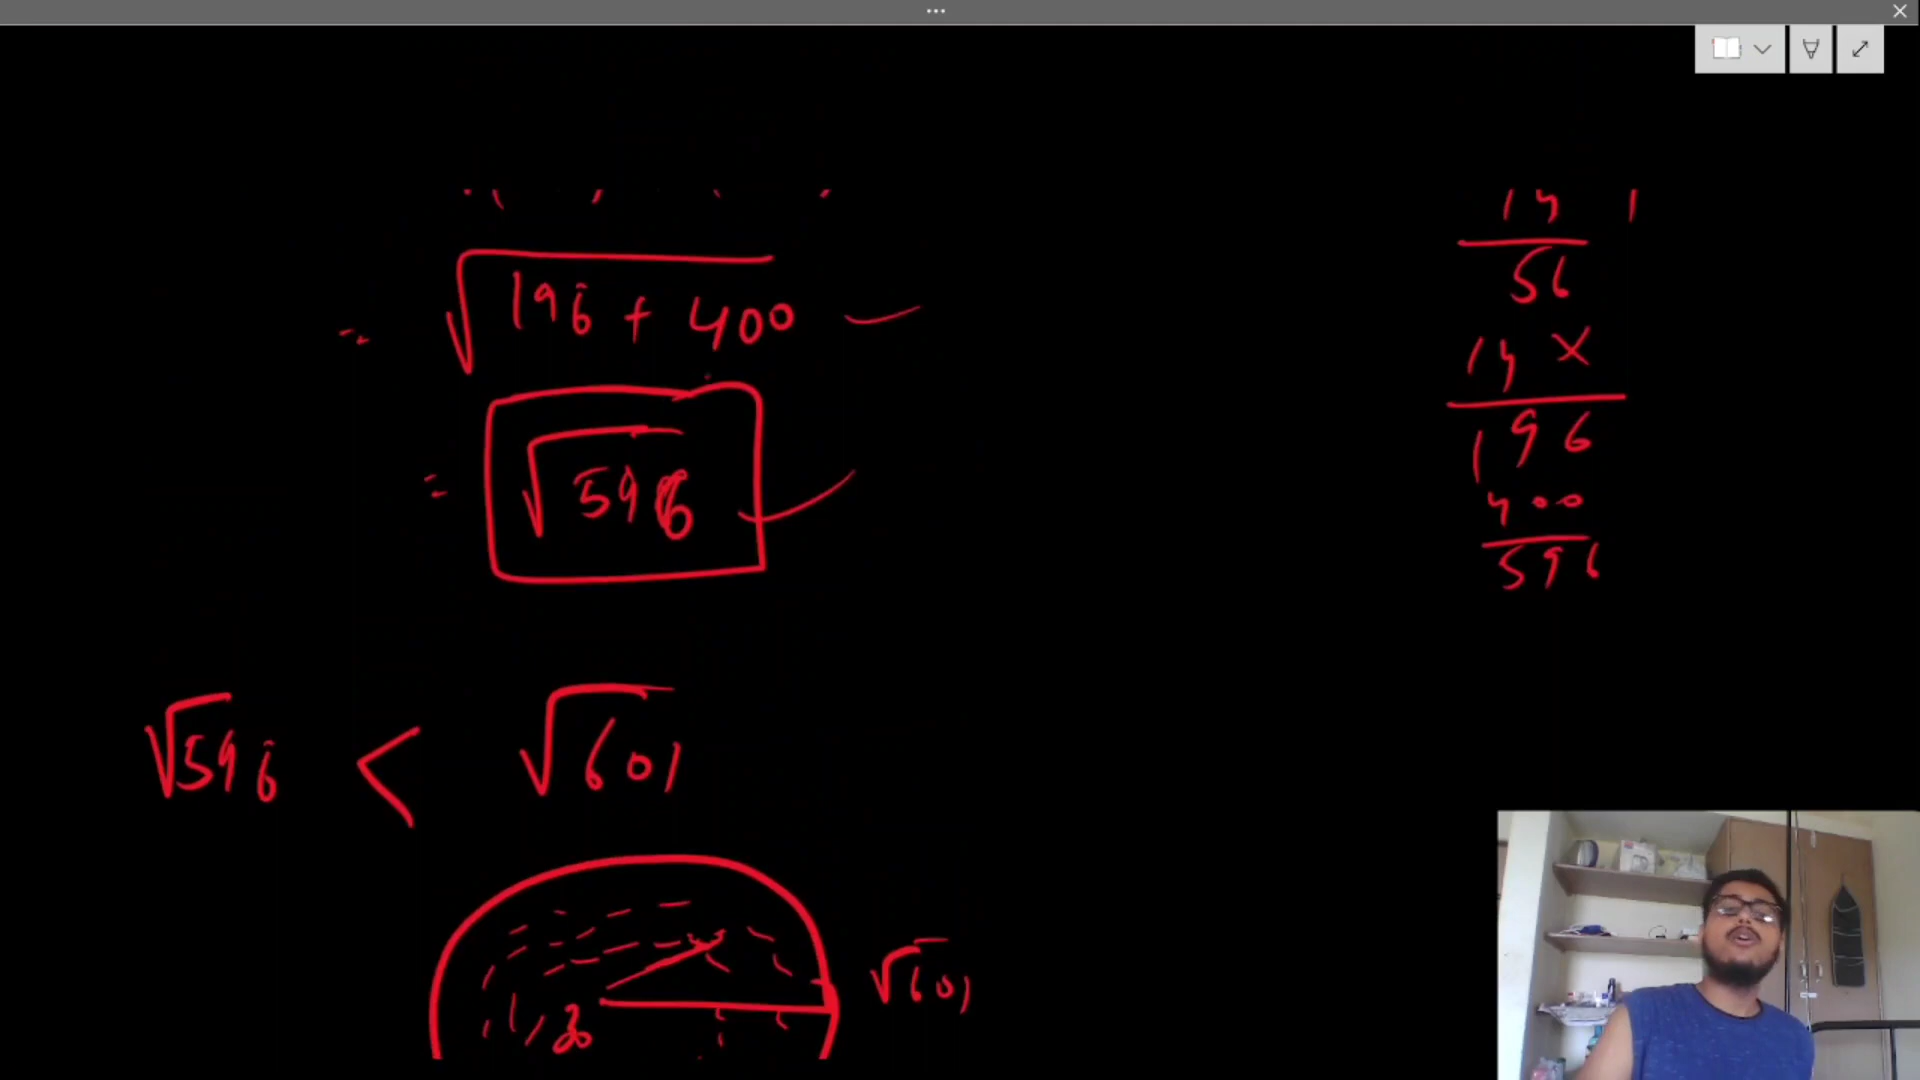 = √196 + 400
= √596
√596 < √601
√601
14
56
14 X
196
400
596